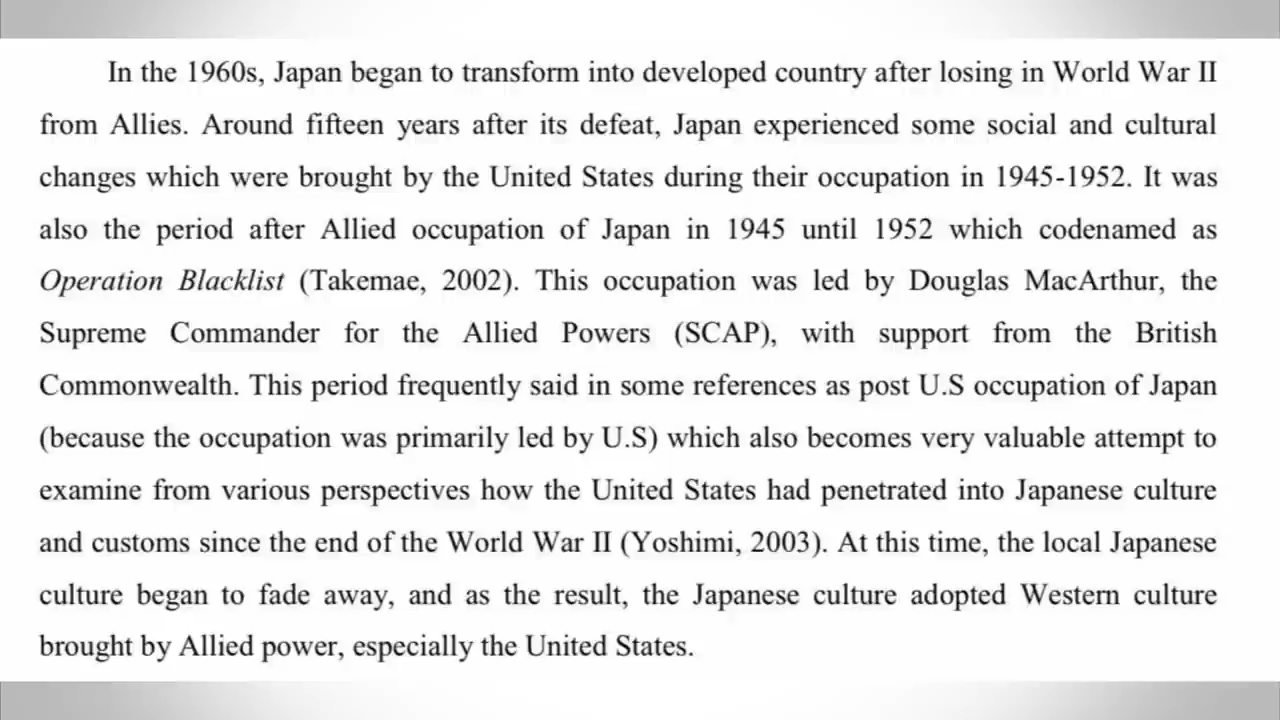 In the 1960s, Japan began to transform into developed country after losing in World War II
from Allies. Around fifteen years after its defeat, Japan experienced some social and cultural
changes which were brought by the United States during their occupation in 1945-1952. It was
also the period after Allied occupation of Japan in 1945 until 1952 which codenamed as
Operation Blacklist (Takemae, 2002). This occupation was led by Douglas MacArthur, the
Supreme Commander for the Allied Powers (SCAP), with support from the British
Commonwealth. This period frequently said in some references as post U.S occupation of Japan
(because the occupation was primarily led by U.S) which also becomes very valuable attempt to
examine from various perspectives how the United States had penetrated into Japanese culture
and customs since the end of the World War II (Yoshimi, 2003). At this time, the local Japanese
culture began to fade away, and as the result, the Japanese culture adopted Western culture
brought by Allied power, especially the United States.